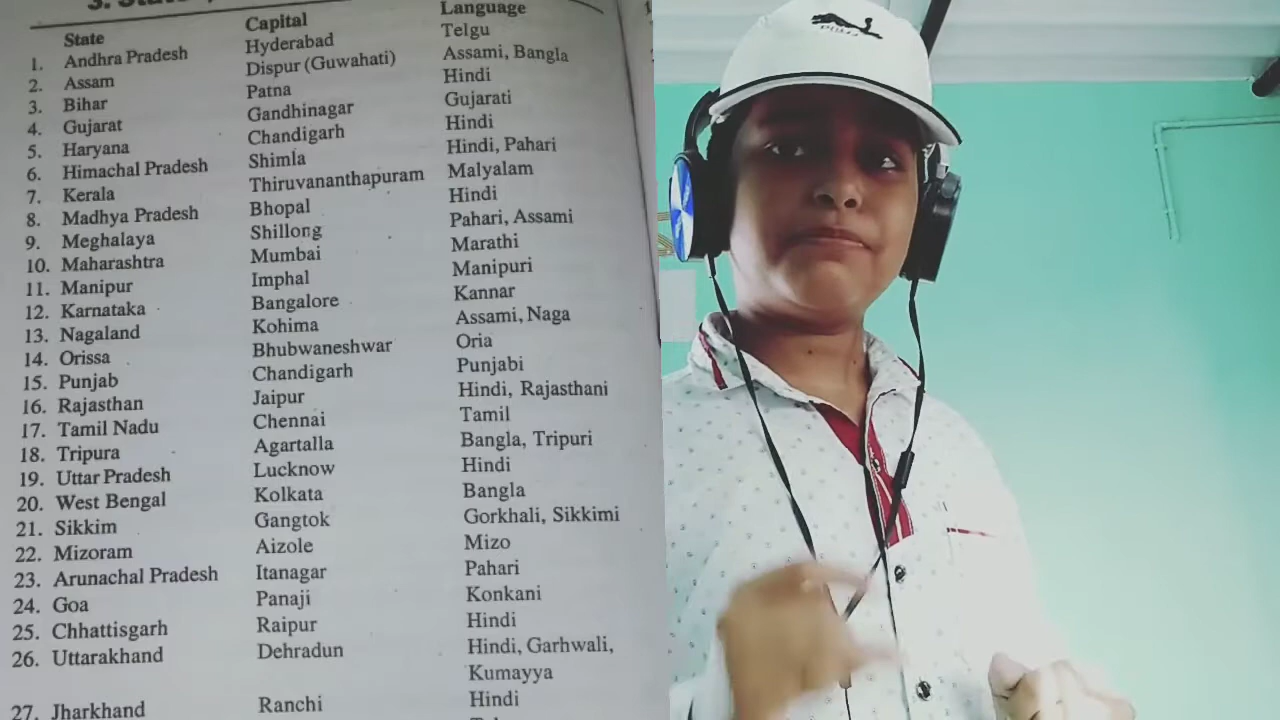 3. State
State Capital Language
1. Andhra Pradesh Hyderabad Telgu
2. Assam Dispur (Guwahati) Assami, Bangla
3. Bihar Patna Hindi
4. Gujarat Gandhinagar Gujarati
5. Haryana Chandigarh Hindi
6. Himachal Pradesh Shimla Hindi, Pahari
7. Kerala Thiruvananthapuram Malyalam
8. Madhya Pradesh Bhopal Hindi
9. Meghalaya Shillong Pahari, Assami
10. Maharashtra Mumbai Marathi
11. Manipur Imphal Manipuri
12. Karnataka Bangalore Kannar
13. Nagaland Kohima Assami, Naga
14. Orissa Bhubwaneshwar Oria
15. Punjab Chandigarh Punjabi
16. Rajasthan Jaipur Hindi, Rajasthani
17. Tamil Nadu Chennai Tamil
18. Tripura Agartalla Bangla, Tripuri
19. Uttar Pradesh Lucknow Hindi
20. West Bengal Kolkata Bangla
21. Sikkim Gangtok Gorkhali, Sikkimi
22. Mizoram Aizole Mizo
23. Arunachal Pradesh Itanagar Pahari
24. Goa Panaji Konkani
25. Chhattisgarh Raipur Hindi
26. Uttarakhand Dehradun Hindi, Garhwali,
Kumayya
27. Jharkhand Ranchi Hindi